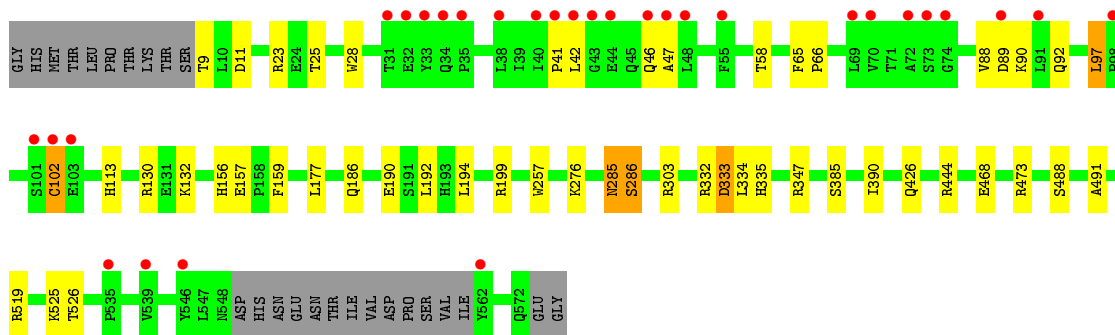 GLY HIS MET THR LEU PRO THR LYS THR SER T9 L10 D11 R23 E24 T25 W28 T31 E32 Y33 Q34 P35 L38 I39 I40 P41 L42 G43 E44 Q45 Q46 A47 L48 F55 T58 F65 P66 L69 V70 T71 A72 S73 G74 V88 D89 K90 L91 Q92 L97 P98
S101 C102 E103 H113 R130 E131 K132 H156 E157 P158 F159 L177 Q186 E190 S191 L192 H193 L194 R199 W257 K276 N285 S286 R303 R332 D333 L334 H335 R347 S385 I390 Q426 R444 E468 R473 S488 A491
R519 K525 T526 P535 V539 Y546 L547 N548 ASP HIS ASN GLU ASN THR ILE VAL ASP PRO SER VAL ILE Y562 Q572 GLU GLY